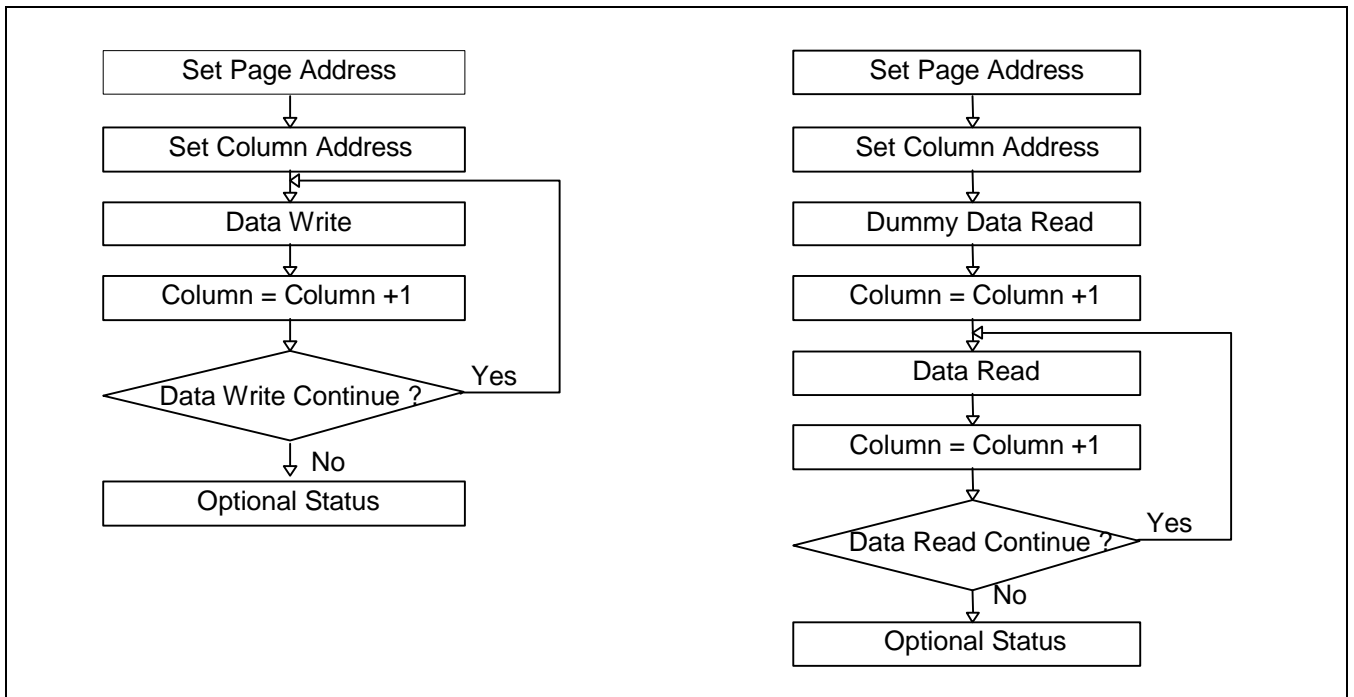 Set Page Address
Set Column Address
Data Write
Column = Column +1
Data Write Continue ?
Yes
No
Optional Status
Set Page Address
Set Column Address
Dummy Data Read
Column = Column +1
Data Read
Column = Column +1
Data Read Continue ?
Yes
No
Optional Status